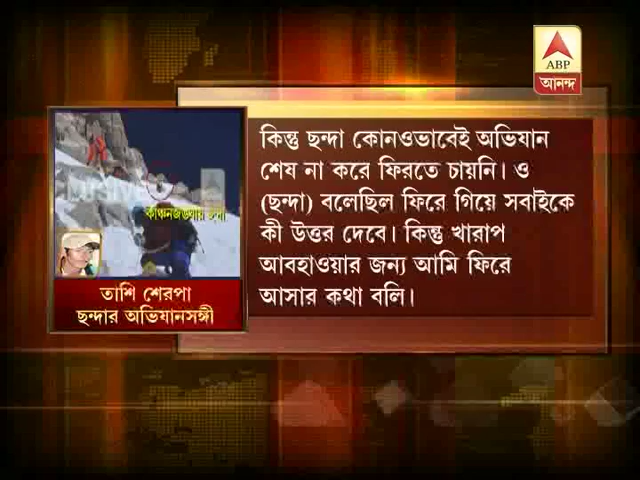 ABP
আনন্দ
কিন্তু ছন্দা কোনওভাবেই অভিযান
শেষ না করে ফিরতে চায়নি। ও
(ছন্দা) বলেছিল ফিরে গিয়ে সবাইকে
কী উত্তর দেবে। কিন্তু খারাপ
আবহাওয়ার জন্য আমি ফিরে
আসার কথা বলি।
কাঞ্চনজঙ্ঘায়
তাশি শেরপা
ছন্দার অভিযানসঙ্গী